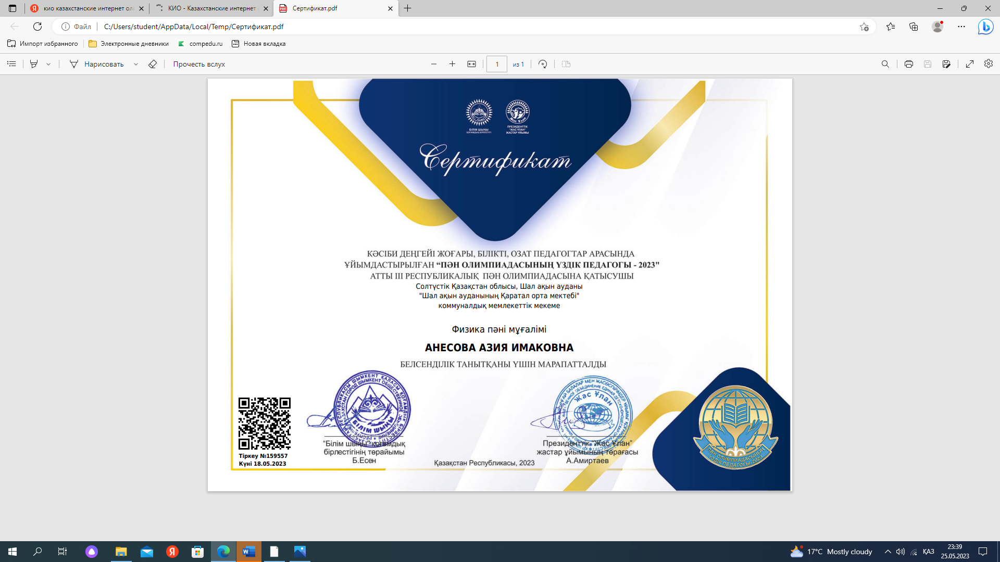 кио казахстанские интернет оли
КИО - Казахстанские интернет о
Сертификат.pdf
Файл
C:/Users/student/AppData/Local/Temp/Сертификат.pdf
Импорт избранного
Электронные дневники
compedu.ru
Новая вкладка
Нарисовать
Прочесть вслух
1 из 1
БІЛІМ ШЫҢЫ
ҚОҒАМДЫҚ БІРЛЕСТІГІ
Жас Ұлан
ПРЕЗИДЕНТТІК
"ЖАС ҰЛАН"
ЖАСТАР ҰЙЫМЫ
Сертификат
КӘСІБИ ДЕҢГЕЙІ ЖОҒАРЫ, БІЛІКТІ, ОЗАТ ПЕДАГОГТАР АРАСЫНДА
ҰЙЫМДАСТЫРЫЛҒАН “ПӘН ОЛИМПИАДАСЫНЫҢ ҮЗДІК ПЕДАГОГЫ - 2023"
АТТЫ ІІІ РЕСПУБЛИКАЛЫҚ ПӘН ОЛИМПИАДАСЫНА ҚАТЫСУШЫ
Солтүстік Қазақстан облысы, Шал ақын ауданы
"Шал ақын ауданының Қаратал орта мектебі"
коммуналдық мемлекеттік мекеме
Физика пәні мұғалімі
АНЕСОВА АЗИЯ ИМАКОВНА
БЕЛСЕНДІЛІК ТАНЫТҚАНЫ ҮШІН МАРАПАТТАЛДЫ
БІЛІМ ШЫҢЫ
Жас Ұлан
“Білім шыңы” қоғамдық
бірлестігінің төрайымы
Б.Есен
Президенттік “Жас Ұлан”
жастар ұйымының төрағасы
А.Амиртаев
Тіркеу №159557
Күні 18.05.2023
Қазақстан Республикасы, 2023
ПӘН ОЛИМПИАДАСЫНЫҢ
ҮЗДІК ПЕДАГОГЫ-2023
17°C Mostly cloudy
ҚАЗ
23:39
25.05.2023